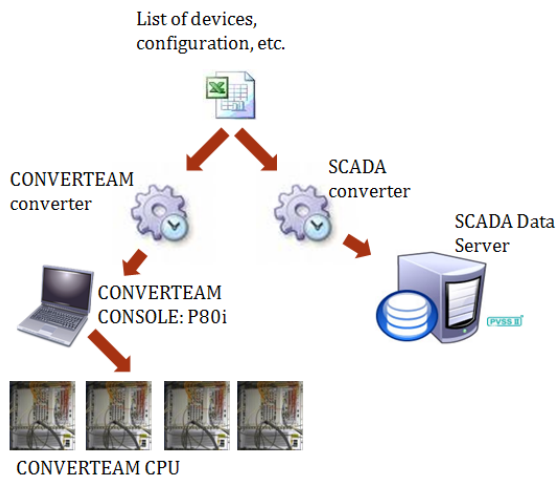 List of devices,
configuration, etc.
CONVERTEAM
converter
SCADA
converter
SCADA Data
Server
CONVERTEAM
CONSOLE: P80i
PVSS II
CONVERTEAM CPU